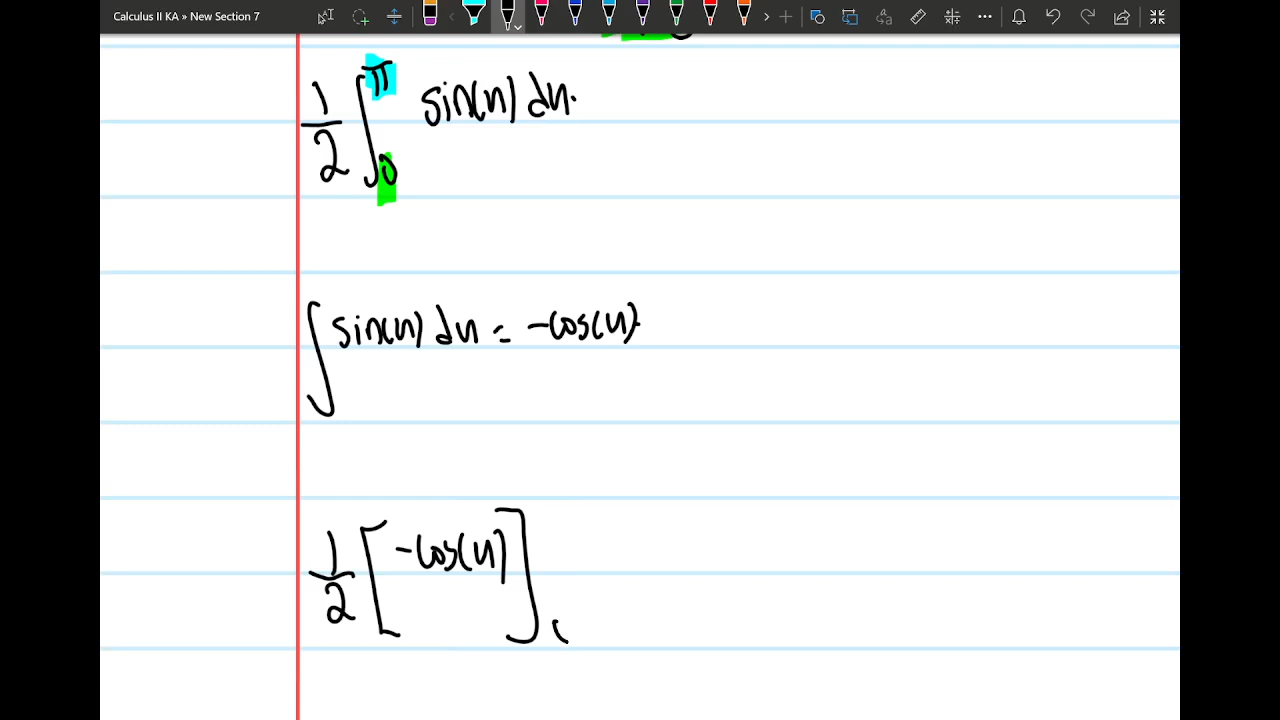 Calculus II KA » New Section 7
1/2 ∫₀^π sin(u) du.
∫ sin(u) du = -cos(u).
1/2 [-cos(u)]